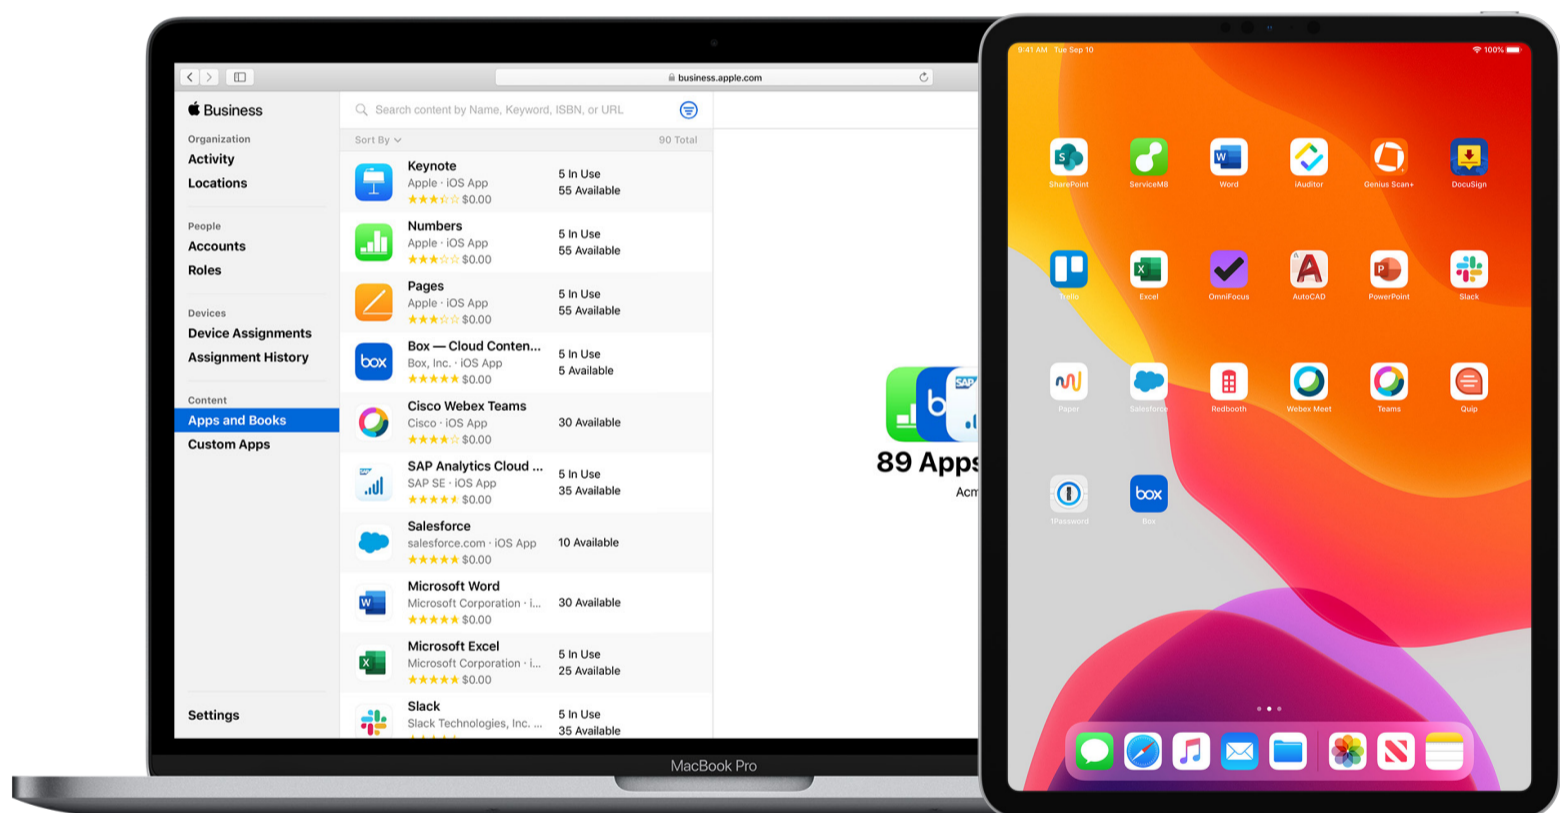 business.apple.com
Business
Organization
Activity
Locations
People
Accounts
Roles
Devices
Device Assignments
Assignment History
Content
Apps and Books
Custom Apps
Settings
Search content by Name, Keyword, ISBN, or URL
Sort By
90 Total
Keynote
Apple · iOS App
$0.00
5 In Use
55 Available
Numbers
Apple · iOS App
$0.00
5 In Use
55 Available
Pages
Apple · iOS App
$0.00
5 In Use
55 Available
box
Box — Cloud Conten...
Box, Inc. · iOS App
$0.00
5 In Use
5 Available
Cisco Webex Teams
Cisco · iOS App
$0.00
30 Available
SAP
SAP Analytics Cloud ...
SAP SE · iOS App
$0.00
5 In Use
35 Available
Salesforce
salesforce.com · iOS App
$0.00
10 Available
W
Microsoft Word
Microsoft Corporation · i...
$0.00
30 Available
X
Microsoft Excel
Microsoft Corporation · i...
$0.00
5 In Use
25 Available
Slack
Slack Technologies, Inc. ...
5 In Use
35 Available
b
SAP
89 Apps
Acm
MacBook Pro
9:41 AM Tue Sep 10
100%
S
W
SharePoint
ServiceM8
Word
iAuditor
Genius Scan+
DocuSign
X
A
A
P
Trello
Excel
OmniFocus
AutoCAD
PowerPoint
Slack
Paper
Salesforce
Redbooth
Webex Meet
Teams
Quip
box
1Password
Box